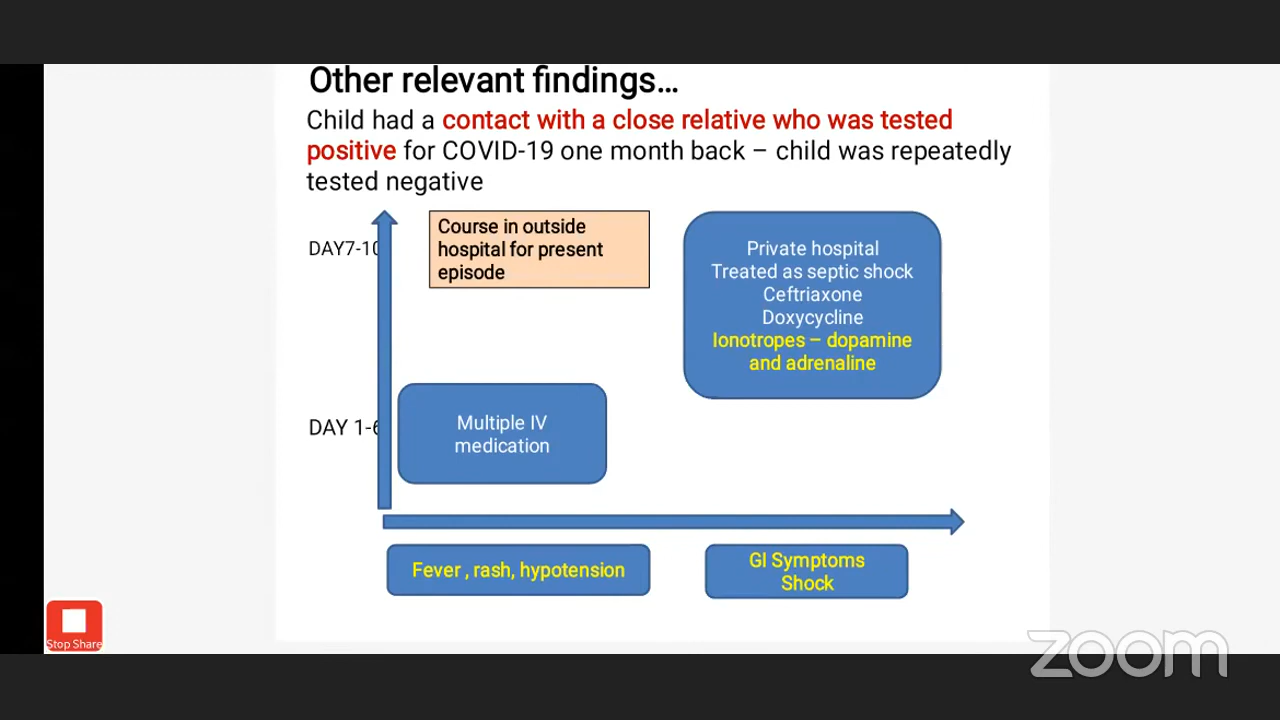 Other relevant findings...
Child had a contact with a close relative who was tested
positive for COVID-19 one month back – child was repeatedly
tested negative
DAY7-10
Course in outside
hospital for present
episode
Private hospital
Treated as septic shock
Ceftriaxone
Doxycycline
Ionotropes – dopamine
and adrenaline
DAY 1-6
Multiple IV
medication
Fever , rash, hypotension
GI Symptoms
Shock
Stop Share
zoom